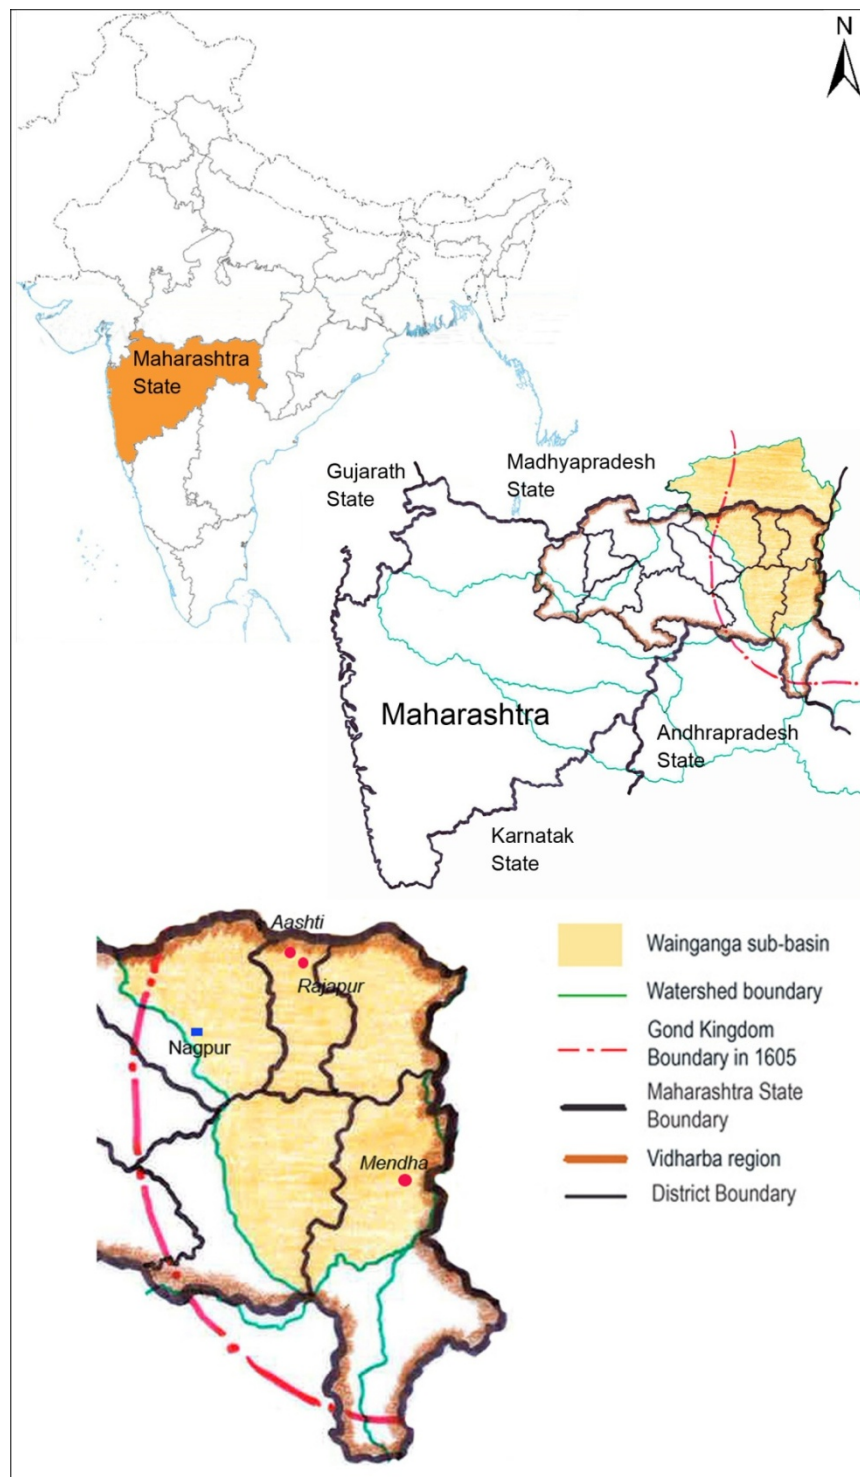 N
Maharashtra
State
Gujarath
State
Madhyapradesh
State
Maharashtra
Andhrapradesh
State
Karnatak
State
Aashti
Rajapur
Nagpur
Mendha
Wainganga sub-basin
Watershed boundary
Gond Kingdom
Boundary in 1605
Maharashtra State
Boundary
Vidharba region
District Boundary